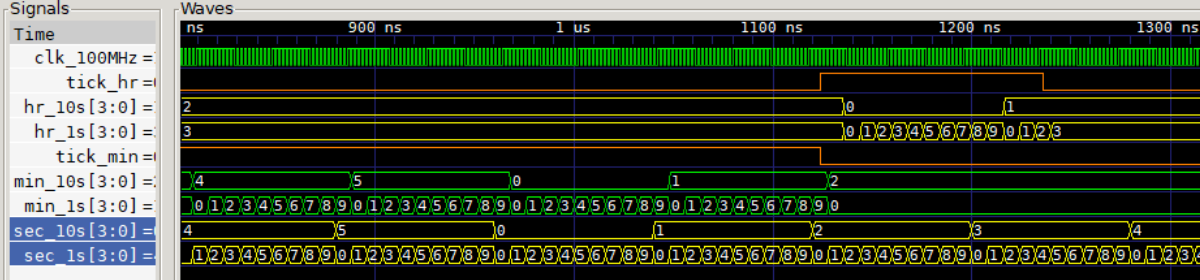 Signals Waves
Time ns 900 ns 1 us 1100 ns 1200 ns 1300 ns
clk_100MHz=
tick_hr=
hr_10s[3:0]= 2 0 1
hr_1s[3:0]= 3 0 1 2 3 4 5 6 7 8 9 0 1 2 3
tick_min=
min_10s[3:0]= 4 5 0 1 2
min_1s[3:0]= 0 1 2 3 4 5 6 7 8 9 0 1 2 3 4 5 6 7 8 9 0 1 2 3 4 5 6 7 8 9 0 1 2 3 4 5 6 7 8 9 0
sec_10s[3:0]= 4 5 0 1 2 3 4
sec_1s[3:0]= 1 2 3 4 5 6 7 8 9 0 1 2 3 4 5 6 7 8 9 0 1 2 3 4 5 6 7 8 9 0 1 2 3 4 5 6 7 8 9 0 1 2 3 4 5 6 7 8 9 0 1 2 3 4 5 6 7 8 9 0 1 2 3